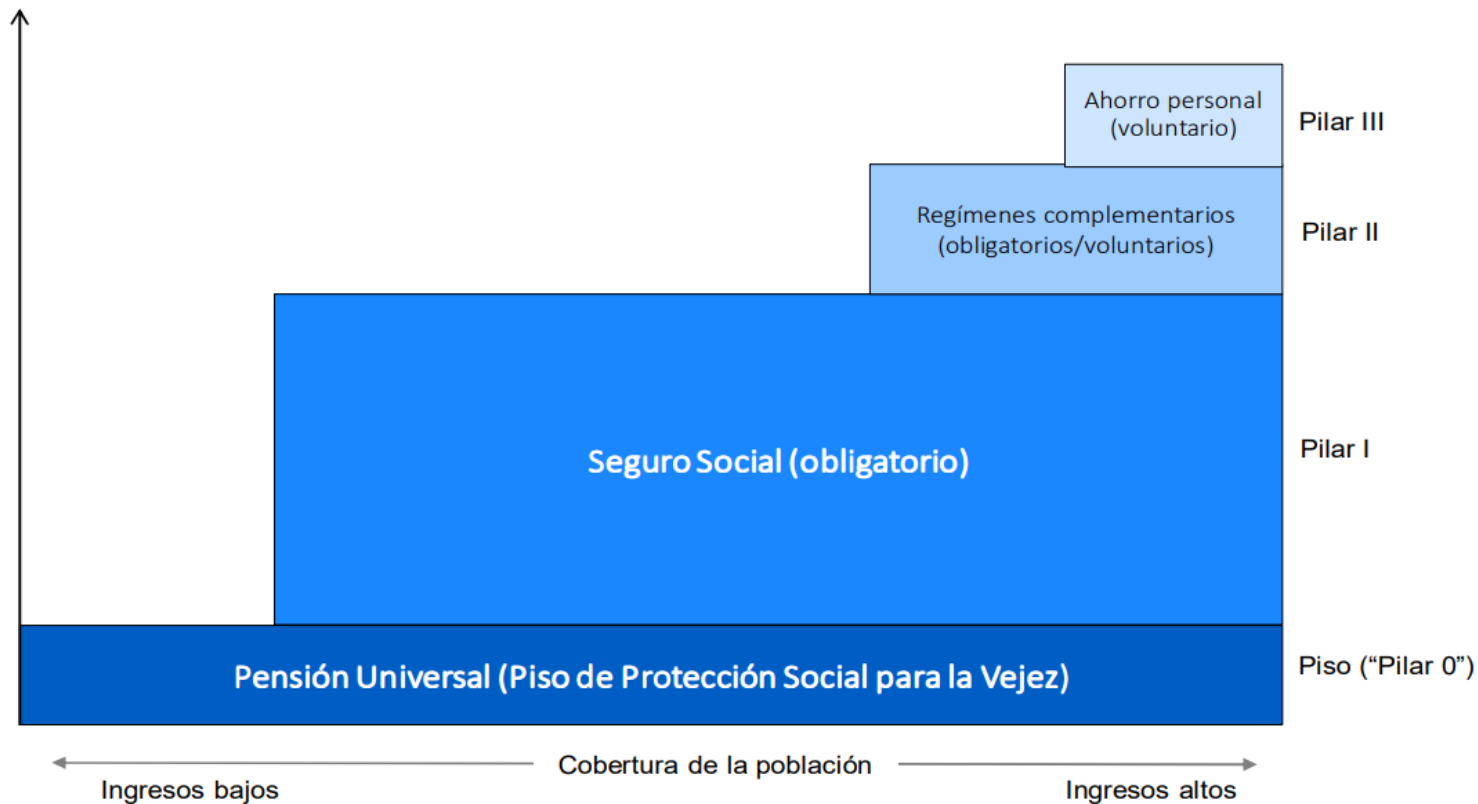 Ahorro personal
(voluntario)
Pilar III
Regímenes complementarios
(obligatorios/voluntarios)
Pilar II
Seguro Social (obligatorio)
Pilar I
Pensión Universal (Piso de Protección Social para la Vejez)
Piso (“Pilar 0”)
Cobertura de la población
Ingresos bajos
Ingresos altos